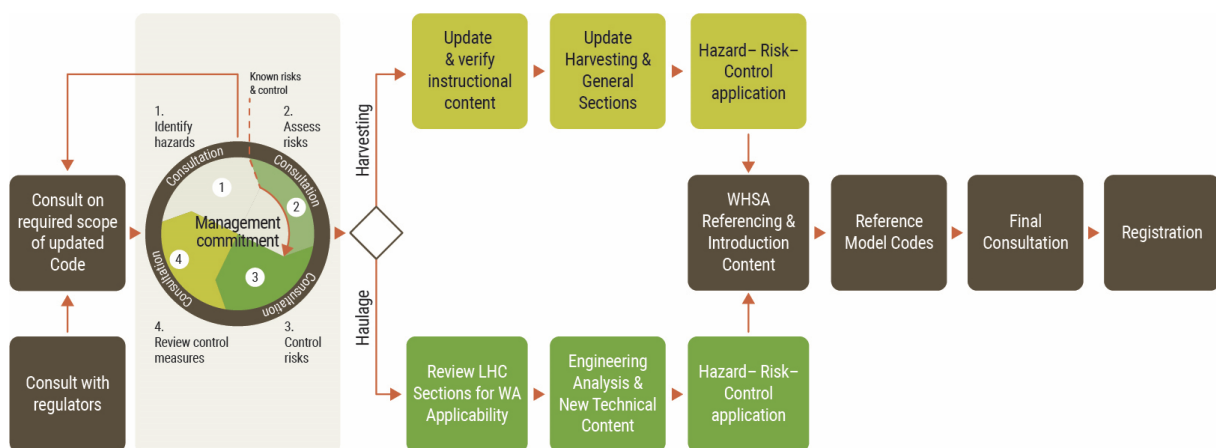 Consult on
required scope
of updated
Code
Consult with
regulators
Known risks
& control
1.
Identify
hazards
2.
Assess
risks
Consultation
Consultation
Consultation
Consultation
1
2
3
4
Management
commitment
4.
Review control
measures
3.
Control
risks
Harvesting
Haulage
Update
& verify
instructional
content
Update
Harvesting &
General
Sections
Hazard– Risk–
Control
application
WHSA
Referencing &
Introduction
Content
Reference
Model Codes
Final
Consultation
Registration
Review LHC
Sections for WA
Applicability
Engineering
Analysis &
New Technical
Content
Hazard– Risk–
Control
application